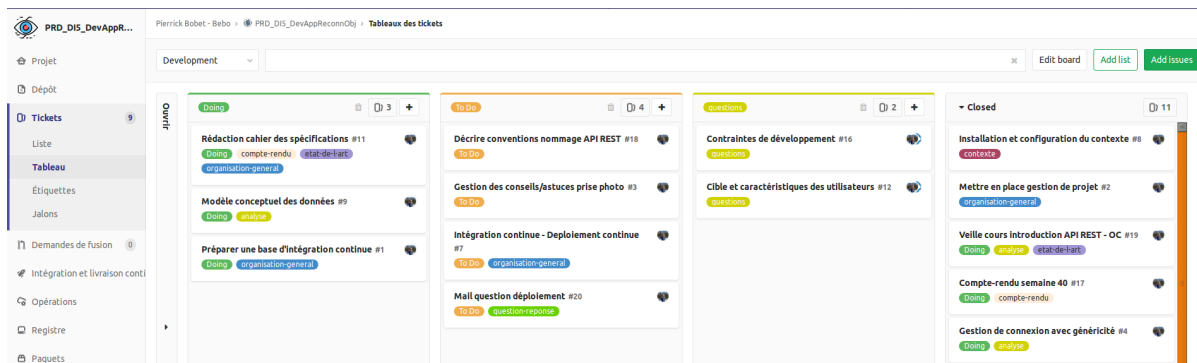 PRD_DIS_DevAppR...
Pierrick Bobet - Bebo > PRD_DIS_DevAppReconnObj > Tableaux des tickets
Projet
Dépôt
Tickets 9
Liste
Tableau
Étiquettes
Jalons
Demandes de fusion 0
Intégration et livraison conti
Opérations
Registre
Paquets
Development
Edit board
Add list
Add issues
Ouvrir
Doing 3
Rédaction cahier des spécifications #11
Doing compte-rendu etat-de-l-art
organisation-general
Modèle conceptuel des données #9
Doing analyse
Préparer une base d'intégration continue #1
Doing organisation-general
To Do 4
Décrire conventions nommage API REST #18
To Do
Gestion des conseils/astuces prise photo #3
To Do
Intégration continue - Deploiement continue
#7
To Do organisation-general
Mail question déploiement #20
To Do question-reponse
questions 2
Contraintes de développement #16
questions
Cible et caractéristiques des utilisateurs #12
questions
Closed 11
Installation et configuration du contexte #8
contexte
Mettre en place gestion de projet #2
organisation-general
Veille cours introduction API REST - OC #19
Doing analyse etat-de-l-art
Compte-rendu semaine 40 #17
Doing compte-rendu
Gestion de connexion avec généricité #4
Doing analyse